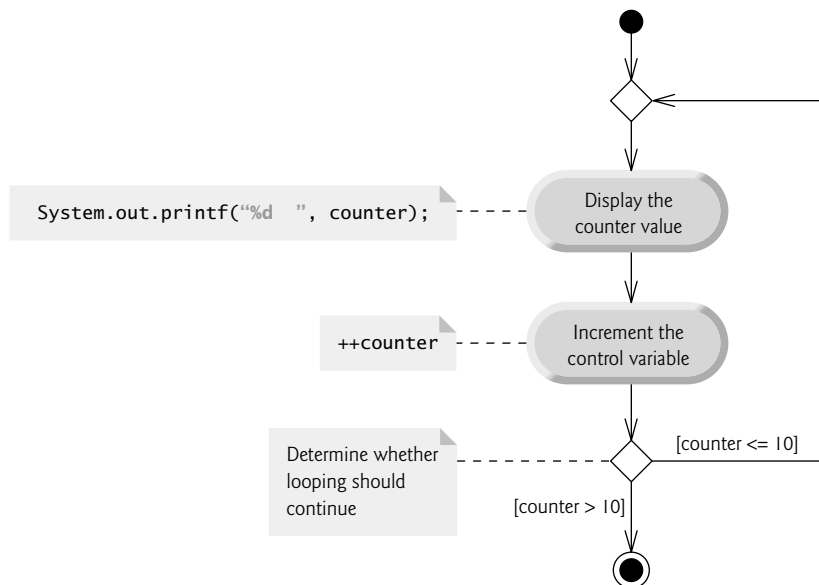 System.out.printf(“%d  ”, counter);
Display the
counter value
++counter
Increment the
control variable
Determine whether
looping should
continue
[counter <= 10]
[counter > 10]